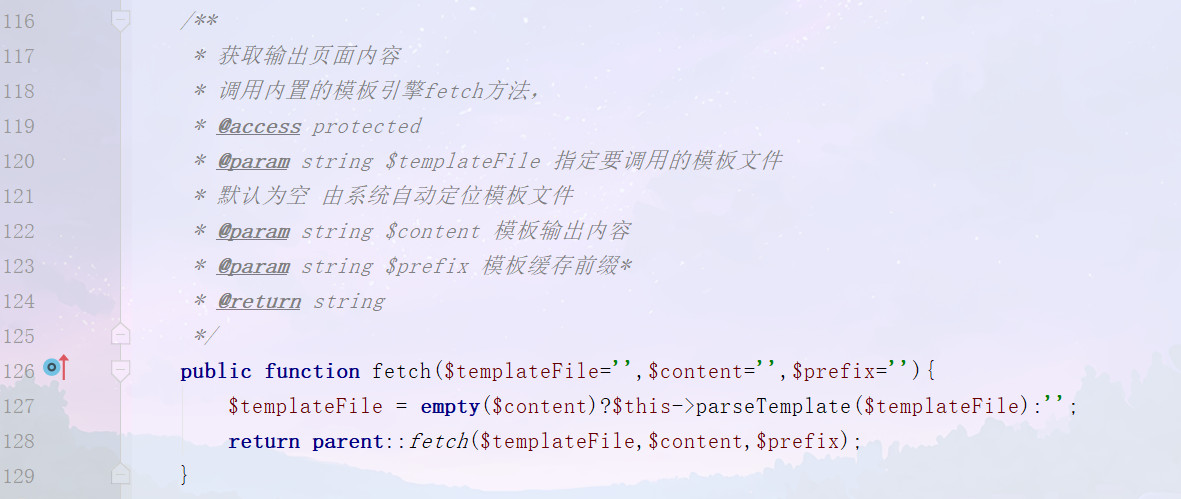 116 /**
117 * 获取输出页面内容
118 * 调用内置的模板引擎fetch方法，
119 * @access protected
120 * @param string $templateFile 指定要调用的模板文件
121 * 默认为空 由系统自动定位模板文件
122 * @param string $content 模板输出内容
123 * @param string $prefix 模板缓存前缀*
124 * @return string
125 */
126 public function fetch($templateFile='',$content='',$prefix=''){
127 $templateFile = empty($content)?$this->parseTemplate($templateFile):'';
128 return parent::fetch($templateFile,$content,$prefix);
129 }